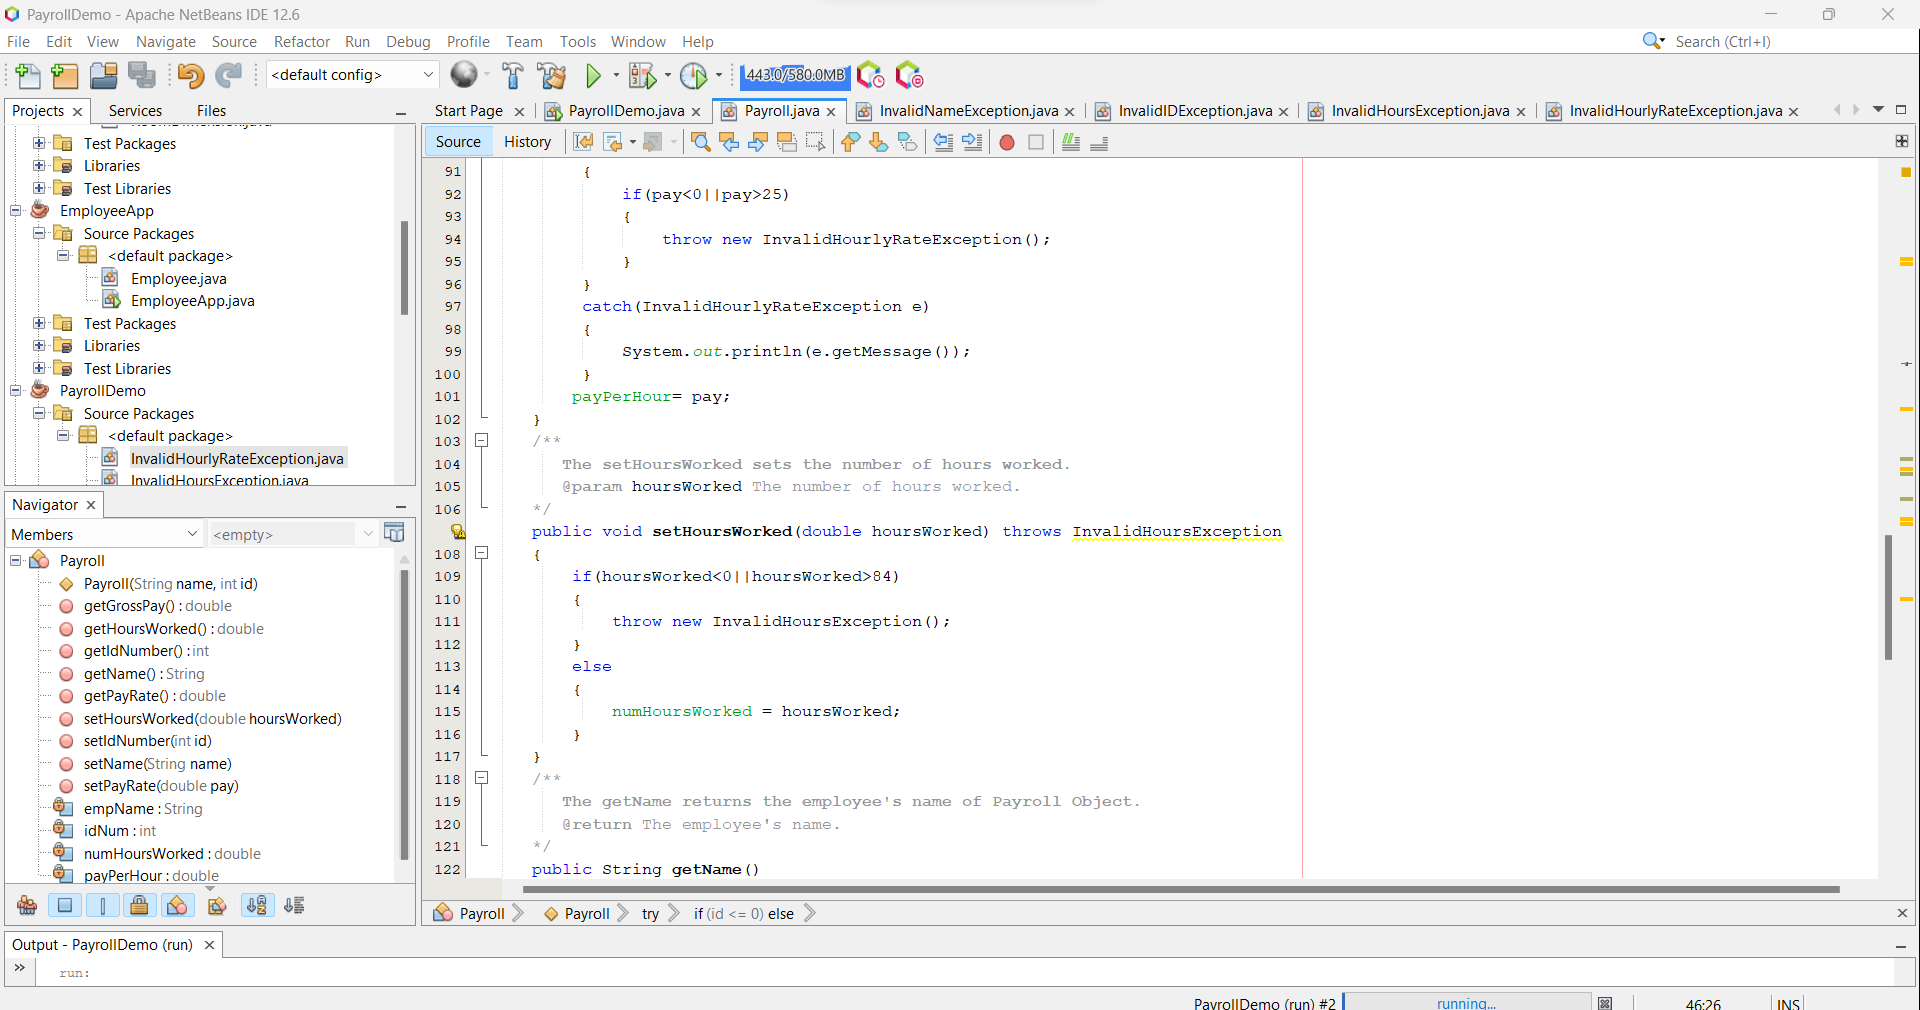 PayrollDemo - Apache NetBeans IDE 12.6
File Edit View Navigate Source Refactor Run Debug Profile Team Tools Window Help
Search (Ctrl+I)
<default config>
443.0/580.0MB
Projects Services Files
Test Packages
Libraries
Test Libraries
EmployeeApp
Source Packages
<default package>
Employee.java
EmployeeApp.java
Test Packages
Libraries
Test Libraries
PayrollDemo
Source Packages
<default package>
InvalidHourlyRateException.java
InvalidHoursException.java
Navigator
Members
<empty>
Payroll
Payroll(String name, int id)
getGrossPay() : double
getHoursWorked() : double
getIdNumber() : int
getName() : String
getPayRate() : double
setHoursWorked(double hoursWorked)
setIdNumber(int id)
setName(String name)
setPayRate(double pay)
empName : String
idNum : int
numHoursWorked : double
payPerHour : double
Start Page PayrollDemo.java Payroll.java InvalidNameException.java InvalidIDException.java InvalidHoursException.java InvalidHourlyRateException.java
Source History
91 {
92 if(pay<0||pay>25)
93 {
94 throw new InvalidHourlyRateException();
95 }
96 }
97 catch(InvalidHourlyRateException e)
98 {
99 System.out.println(e.getMessage());
100 }
101 payPerHour= pay;
102 }
103 /**
104 The setHoursWorked sets the number of hours worked.
105 @param hoursWorked The number of hours worked.
106 */
public void setHoursWorked(double hoursWorked) throws InvalidHoursException
108 {
109 if(hoursWorked<0||hoursWorked>84)
110 {
111 throw new InvalidHoursException();
112 }
113 else
114 {
115 numHoursWorked = hoursWorked;
116 }
117 }
118 /**
119 The getName returns the employee's name of Payroll Object.
120 @return The employee's name.
121 */
122 public String getName()
Payroll Payroll try if (id <= 0) else
Output - PayrollDemo (run)
run:
PayrollDemo (run) #2 running... 46:26 INS